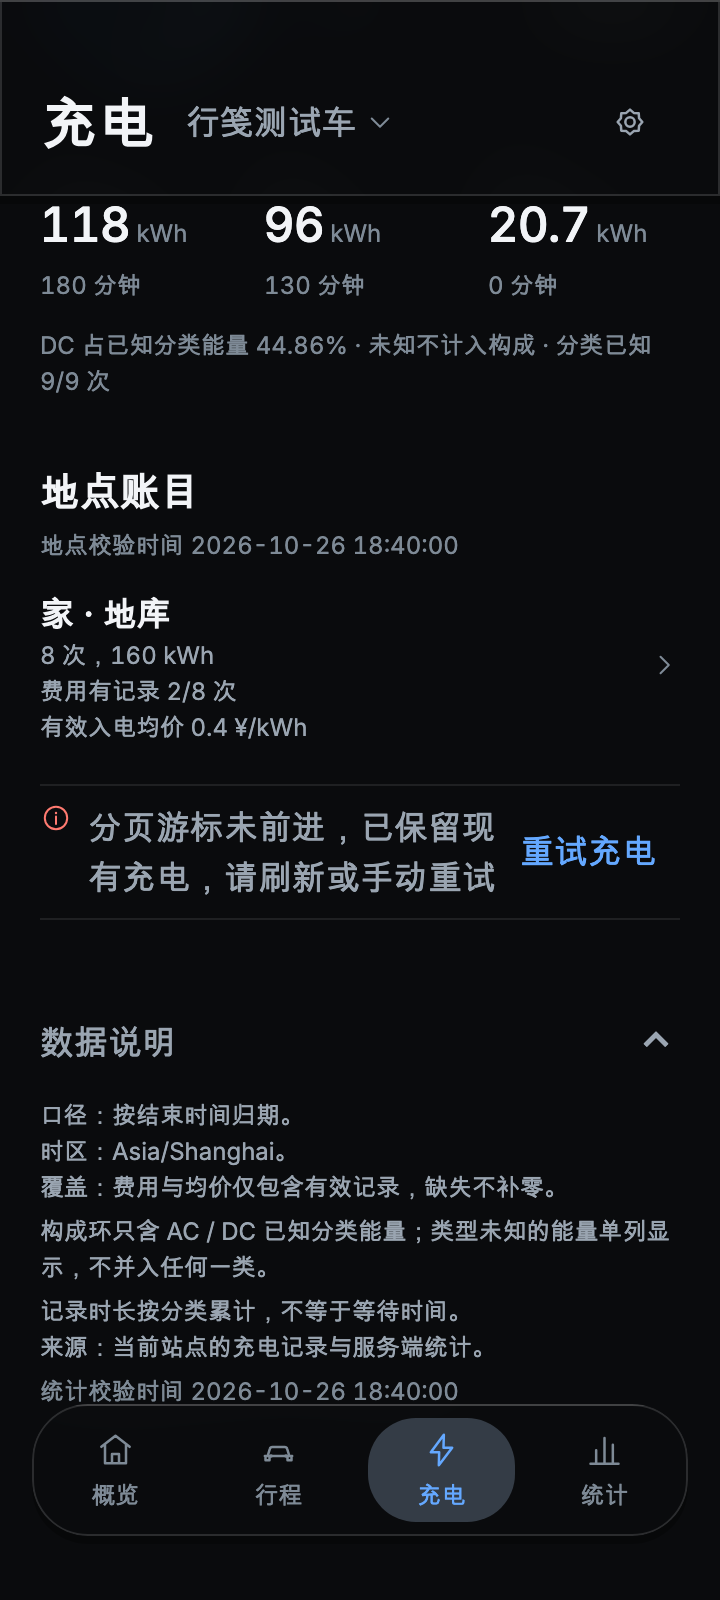 充电 行笺测试车
118 kWh 96 kWh 20.7 kWh
180 分钟 130 分钟 0 分钟
DC 占已知分类能量 44.86% · 未知不计入构成 · 分类已知
9/9 次
地点账目
地点校验时间 2026-10-26 18:40:00
家 · 地库
8 次，160 kWh
费用有记录 2/8 次
有效入电均价 0.4 ¥/kWh
分页游标未前进，已保留现
有充电，请刷新或手动重试
重试充电
数据说明
口径：按结束时间归期。
时区：Asia/Shanghai。
覆盖：费用与均价仅包含有效记录，缺失不补零。
构成环只含 AC / DC 已知分类能量；类型未知的能量单列显
示，不并入任何一类。
记录时长按分类累计，不等于等待时间。
来源：当前站点的充电记录与服务端统计。
统计校验时间 2026-10-26 18:40:00
概览 行程 充电 统计